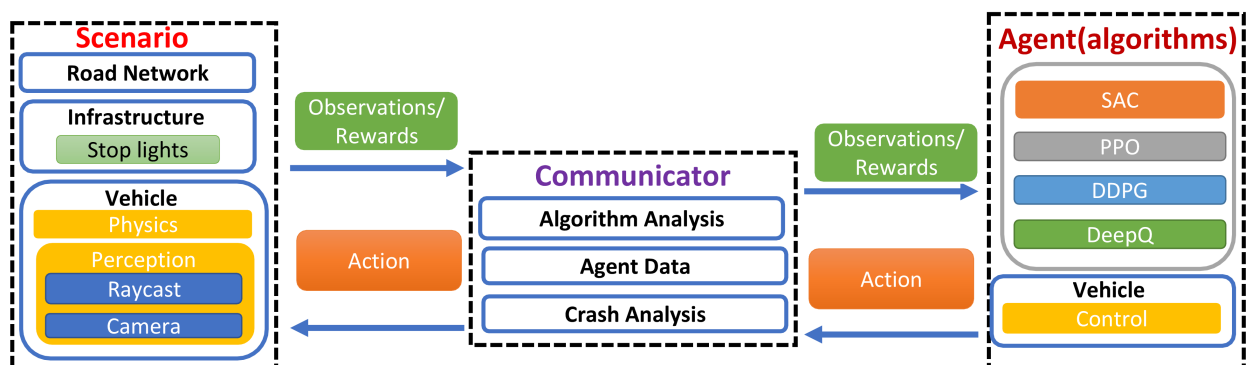 Scenario
Road Network
Infrastructure
Stop lights
Vehicle
Physics
Perception
Raycast
Camera
Observations/
Rewards
Action
Communicator
Algorithm Analysis
Agent Data
Crash Analysis
Observations/
Rewards
Action
Agent(algorithms)
SAC
PPO
DDPG
DeepQ
Vehicle
Control